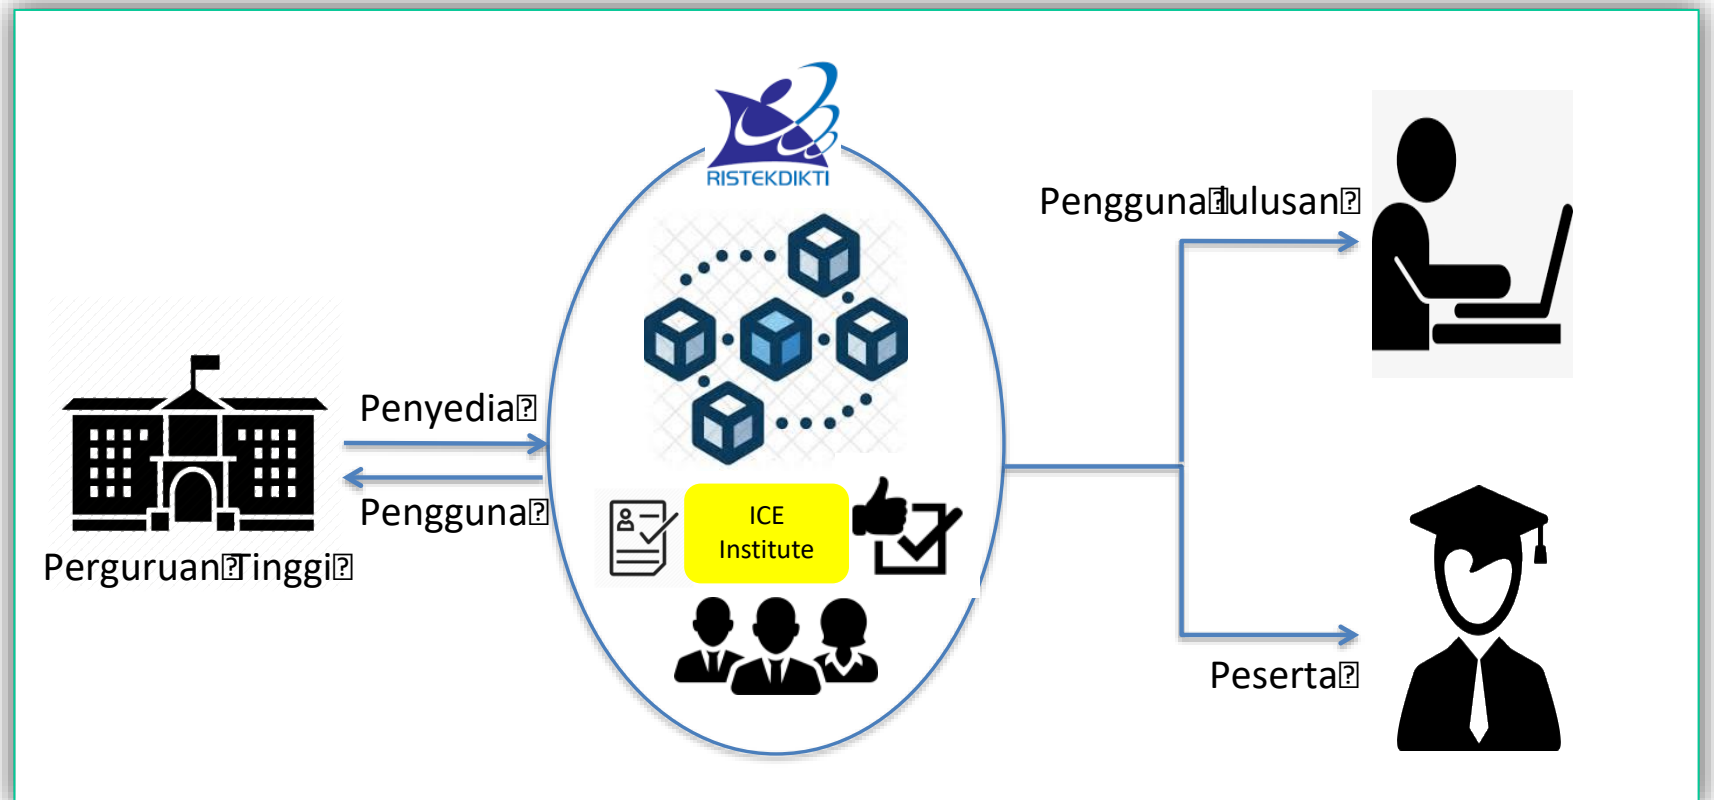 RISTEKDIKTI
Pengguna lulusan
Penyedia
Pengguna
Perguruan Tinggi
ICE
Institute
Peserta